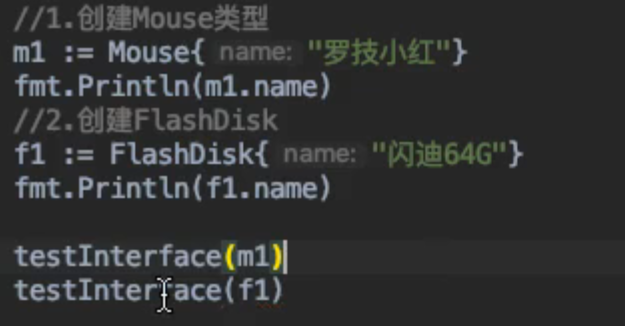 //1.创建Mouse类型
m1 := Mouse{ name: "罗技小红"}
fmt.Println(m1.name)
//2.创建FlashDisk
f1 := FlashDisk{ name: "闪迪64G"}
fmt.Println(f1.name)
testInterface(m1)
testInterface(f1)